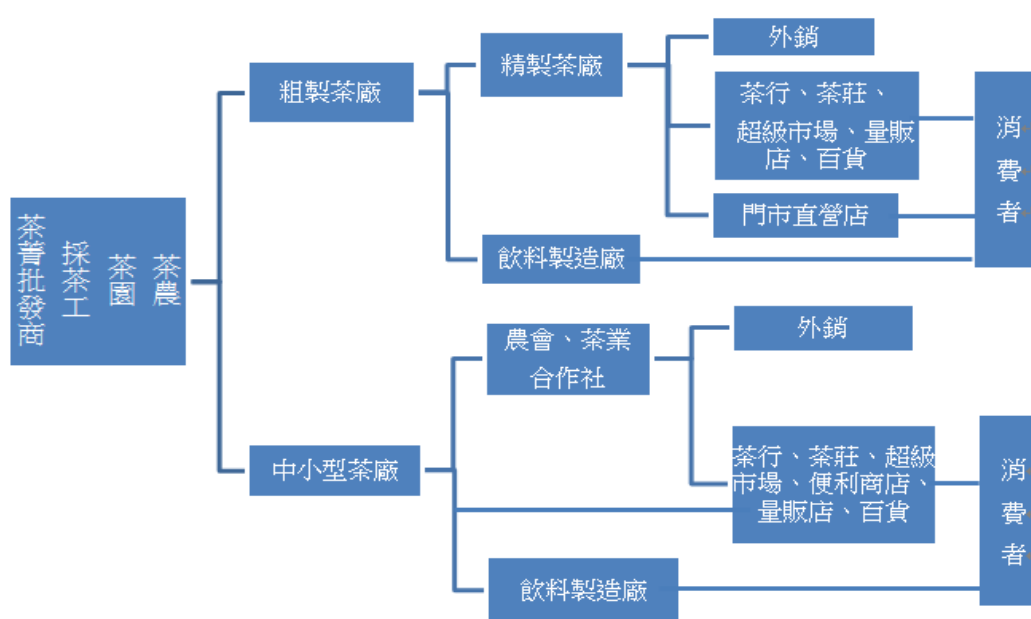 茶農
茶園
採茶工
茶菁批發商
粗製茶廠
精製茶廠
外銷
茶行、茶莊、
超級市場、量販
店、百貨
門市直營店
飲料製造廠
消費者
中小型茶廠
農會、茶業
合作社
外銷
茶行、茶莊、超級
市場、便利商店、
量販店、百貨
飲料製造廠
消費者